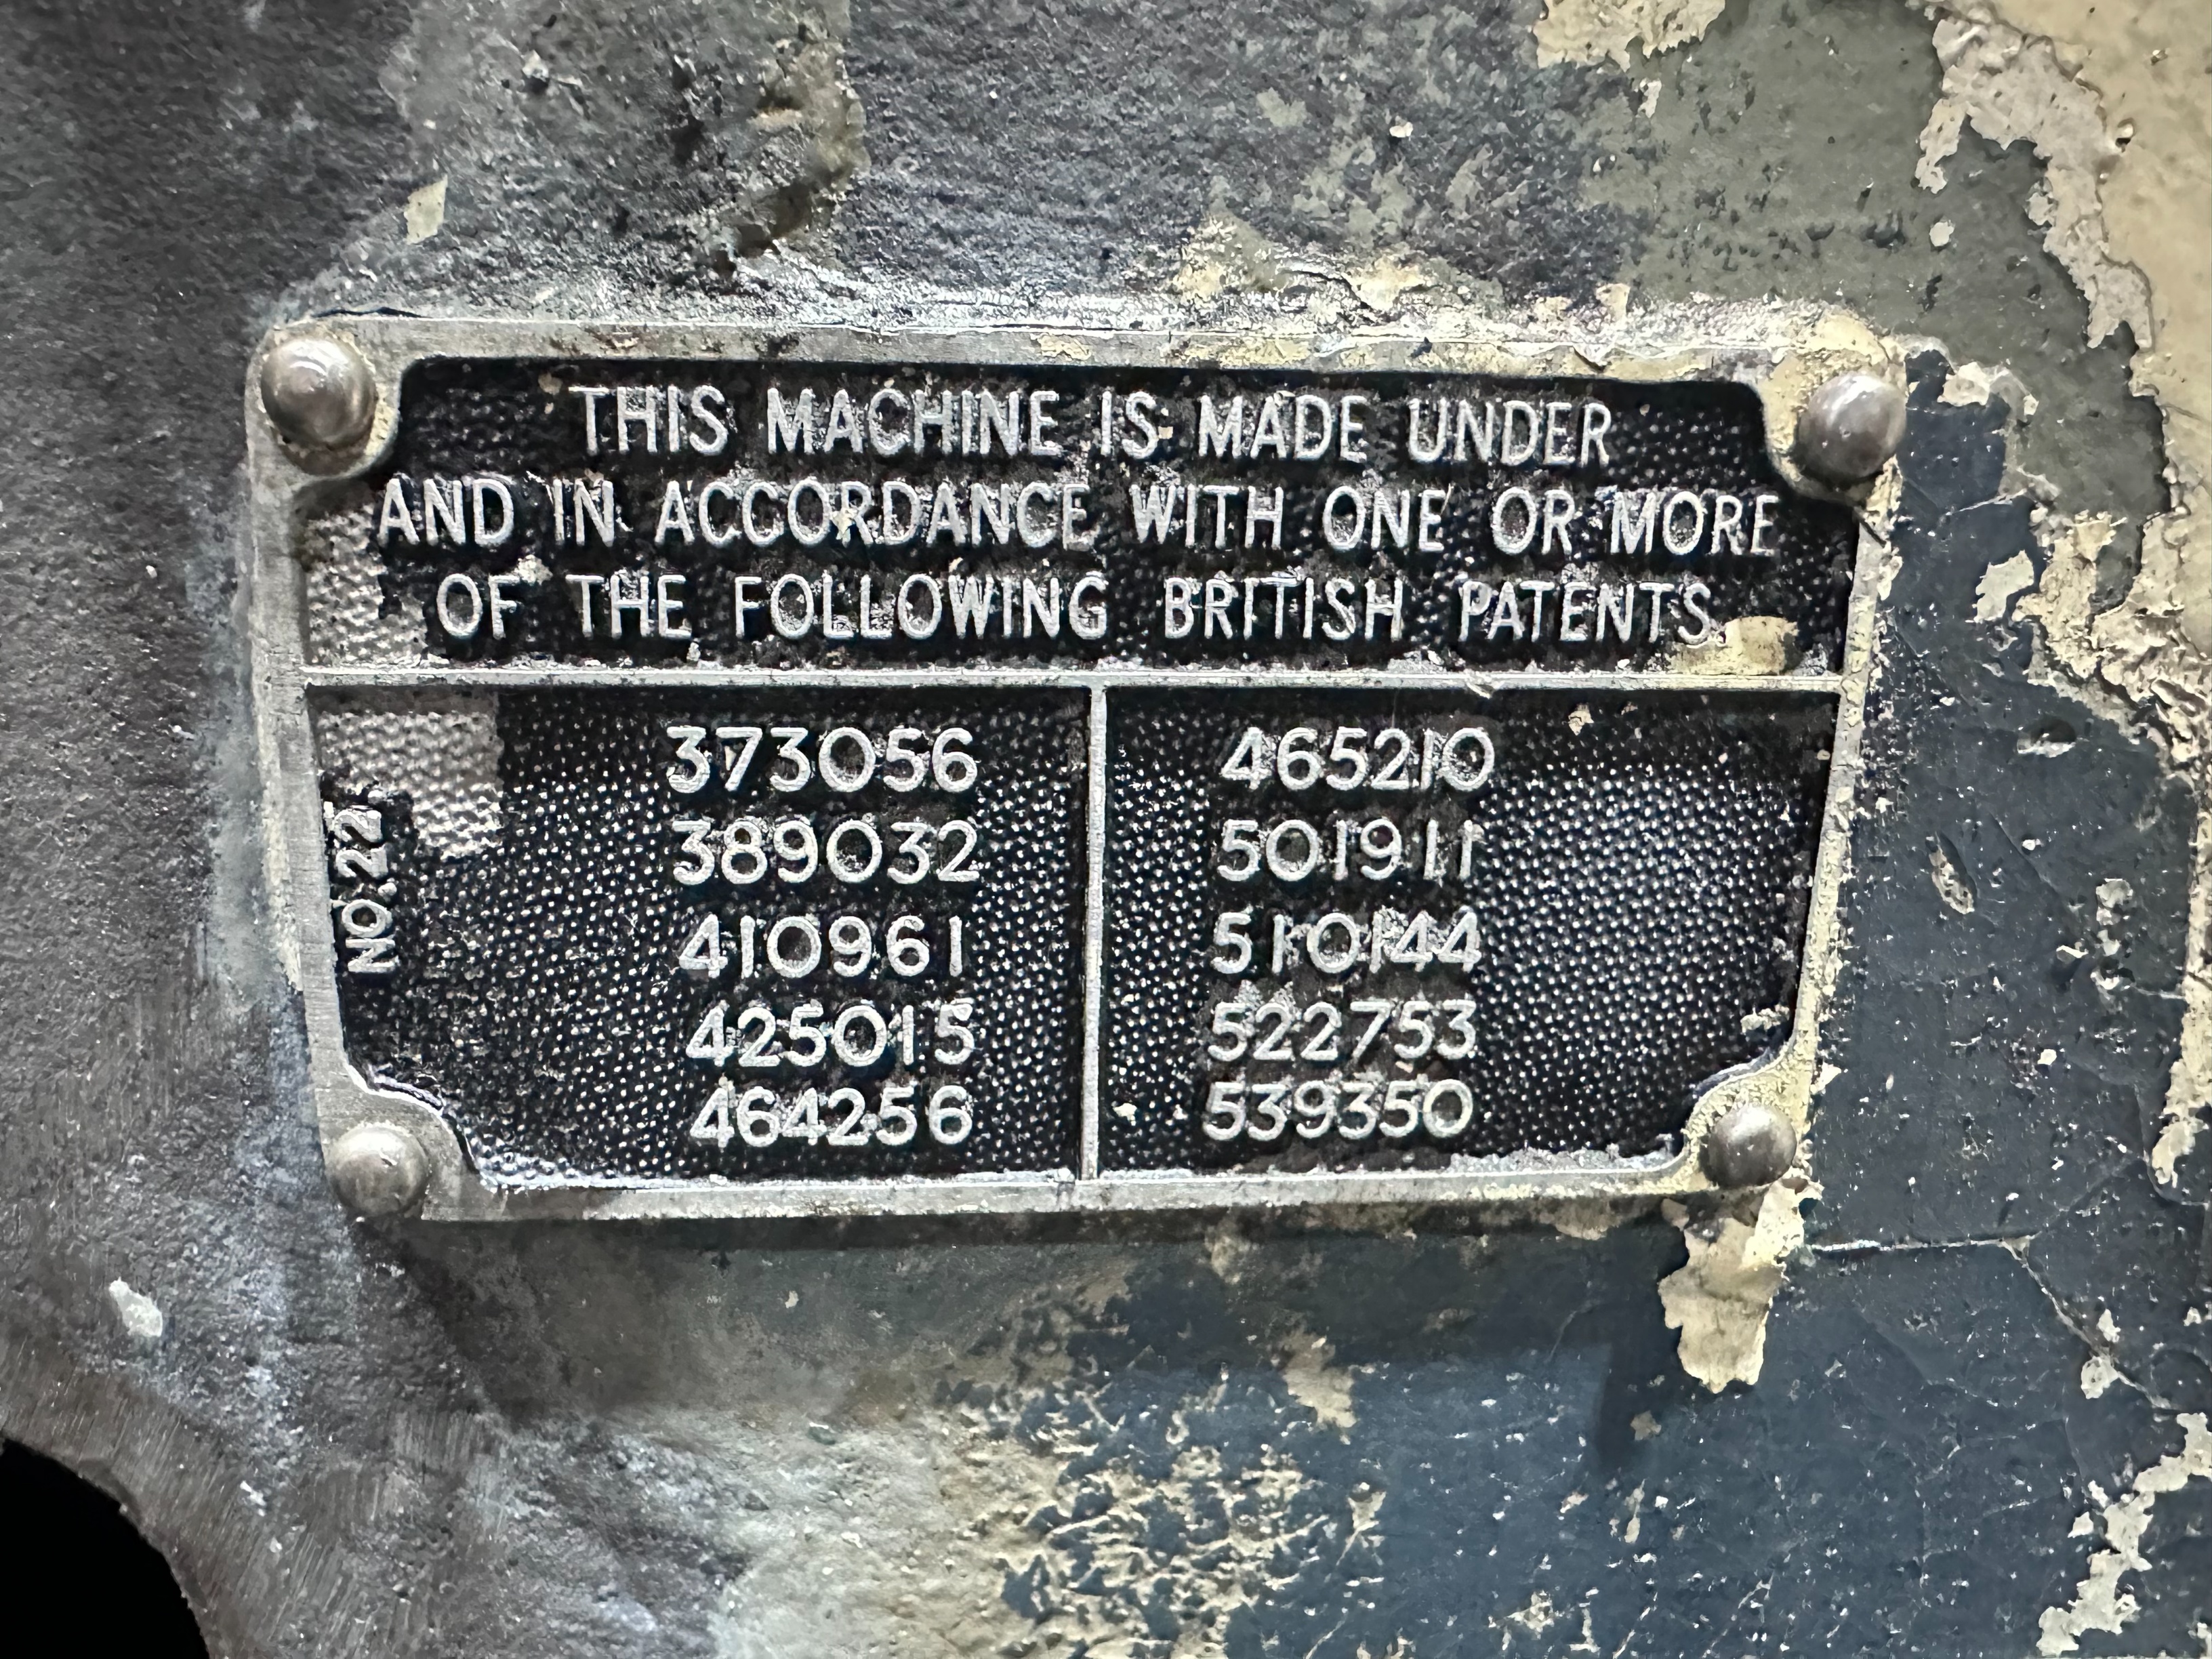 THIS MACHINE IS MADE UNDER
AND IN ACCORDANCE WITH ONE OR MORE
OF THE FOLLOWING BRITISH PATENTS.
373056
389032
410961
425015
464256
465210
501911
510144
522753
539350
NO.22.